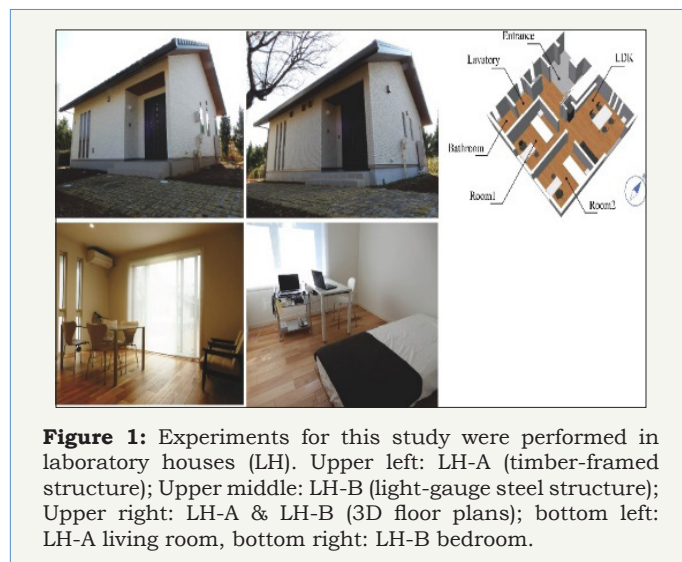 Entrance
Lavatory
LDK
Bathroom
Room1
Room2
Figure 1: Experiments for this study were performed in
laboratory houses (LH). Upper left: LH-A (timber-framed
structure); Upper middle: LH-B (light-gauge steel structure);
Upper right: LH-A & LH-B (3D floor plans); bottom left:
LH-A living room, bottom right: LH-B bedroom.